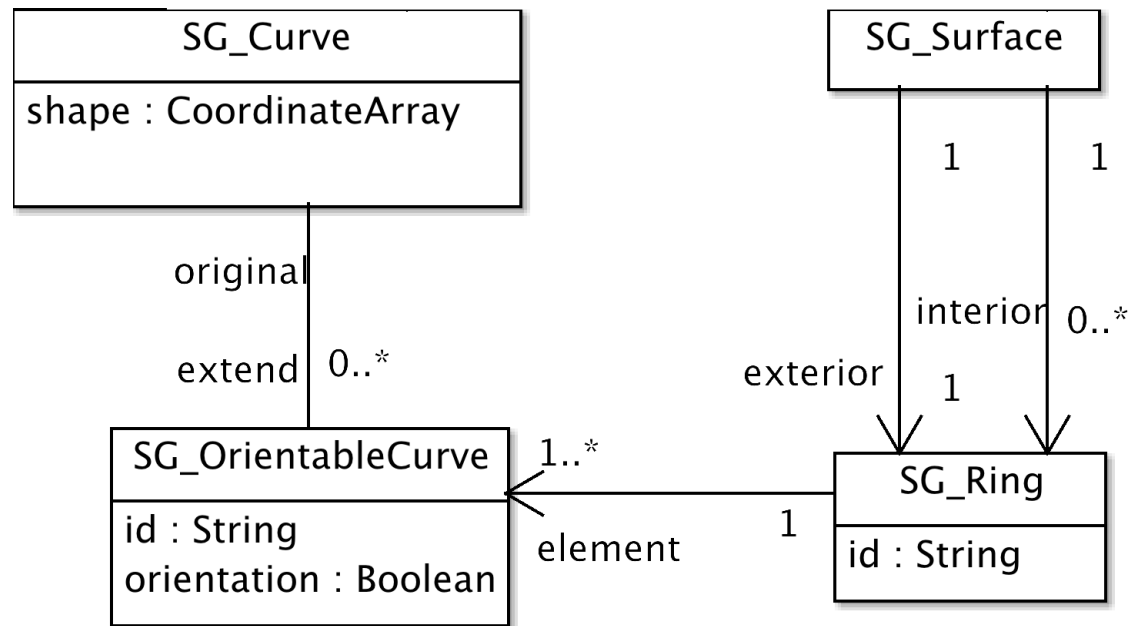 SG_Curve
shape : CoordinateArray
SG_Surface
1
1
original
extend
0..*
interior
0..*
exterior
1
SG_OrientableCurve
id : String
orientation : Boolean
1..*
element
1
SG_Ring
id : String